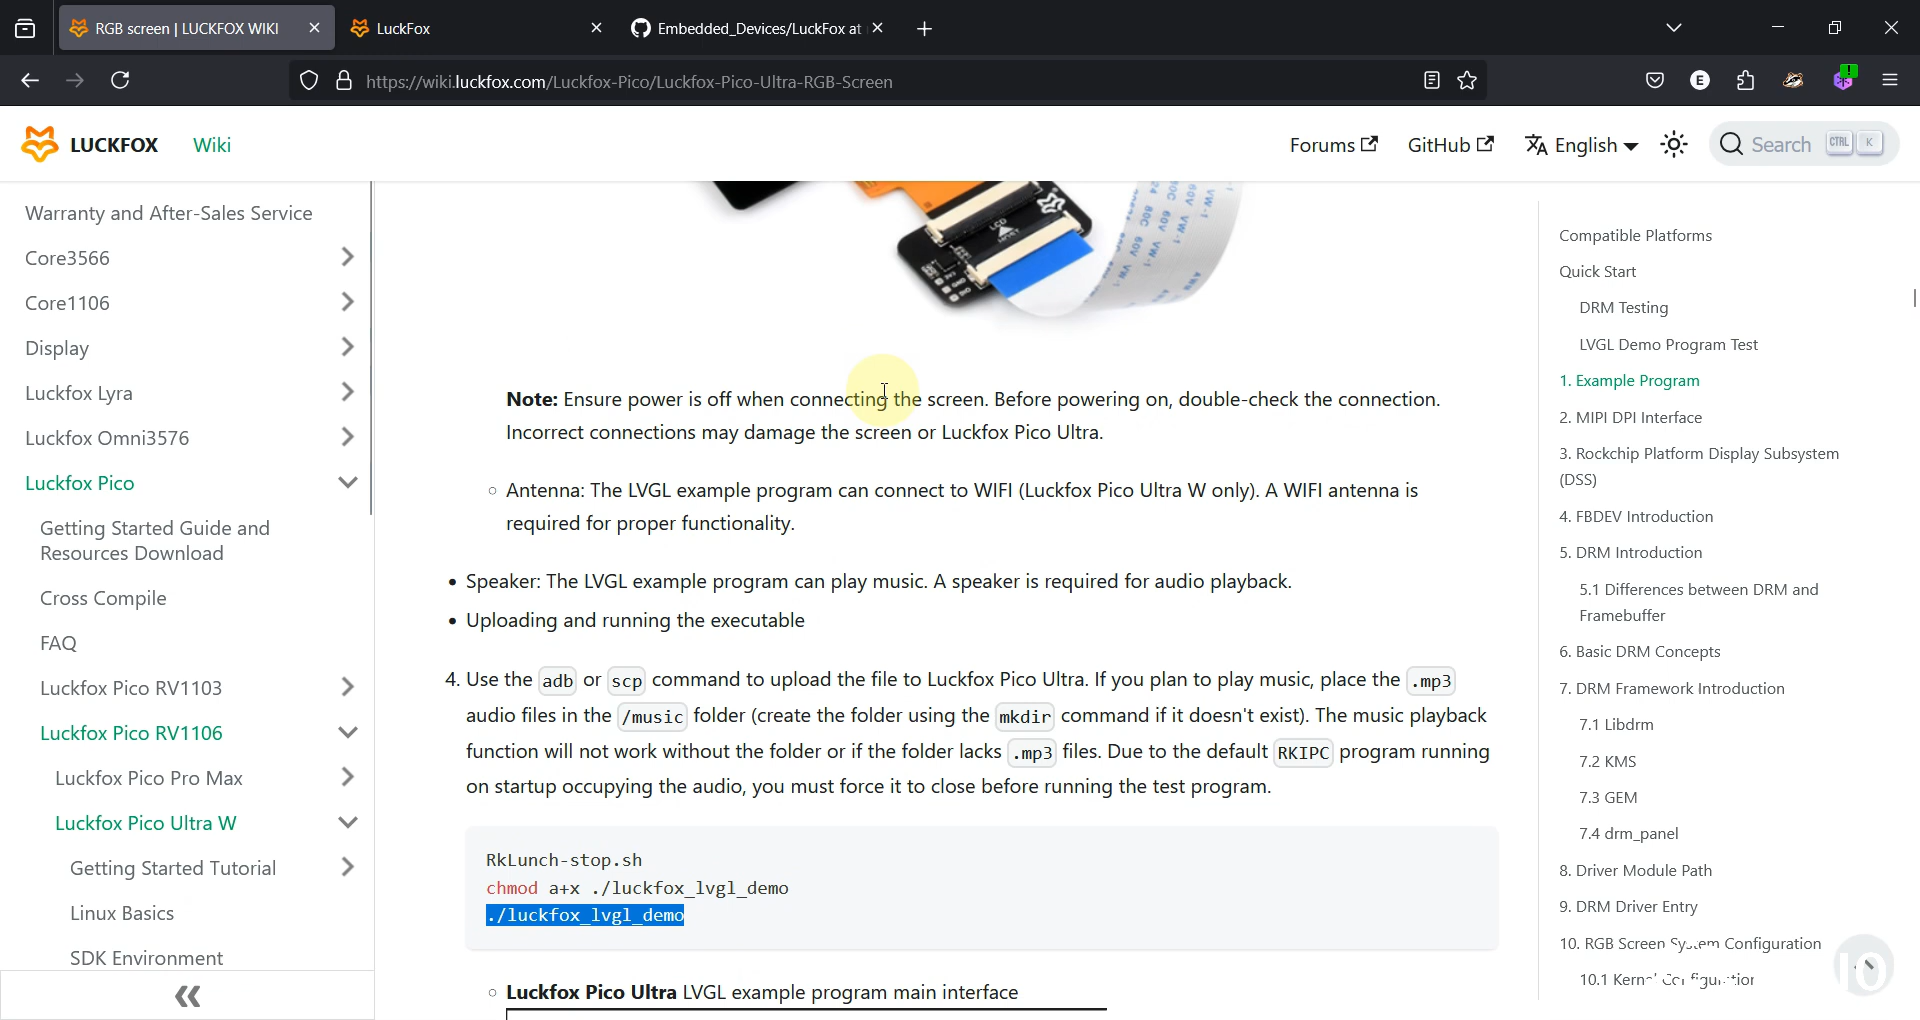 RGB screen | LUCKFOX WIKI
LuckFox
Embedded_Devices/LuckFox at
https://wiki.luckfox.com/Luckfox-Pico/Luckfox-Pico-Ultra-RGB-Screen
E
LUCKFOX
Wiki
Forums
GitHub
English
Search
CTRL
K
Warranty and After-Sales Service
Core3566
Core1106
Display
Luckfox Lyra
Luckfox Omni3576
Luckfox Pico
Getting Started Guide and
Resources Download
Cross Compile
FAQ
Luckfox Pico RV1103
Luckfox Pico RV1106
Luckfox Pico Pro Max
Luckfox Pico Ultra W
Getting Started Tutorial
Linux Basics
SDK Environment
Note: Ensure power is off when connecting the screen. Before powering on, double-check the connection.
Incorrect connections may damage the screen or Luckfox Pico Ultra.
Antenna: The LVGL example program can connect to WIFI (Luckfox Pico Ultra W only). A WIFI antenna is
required for proper functionality.
• Speaker: The LVGL example program can play music. A speaker is required for audio playback.
• Uploading and running the executable
4. Use the adb or scp command to upload the file to Luckfox Pico Ultra. If you plan to play music, place the .mp3
audio files in the /music folder (create the folder using the mkdir command if it doesn't exist). The music playback
function will not work without the folder or if the folder lacks .mp3 files. Due to the default RKIPC program running
on startup occupying the audio, you must force it to close before running the test program.
RkLunch-stop.sh
chmod a+x ./luckfox_lvgl_demo
./luckfox_lvgl_demo
Luckfox Pico Ultra LVGL example program main interface
Compatible Platforms
Quick Start
DRM Testing
LVGL Demo Program Test
1. Example Program
2. MIPI DPI Interface
3. Rockchip Platform Display Subsystem
(DSS)
4. FBDEV Introduction
5. DRM Introduction
5.1 Differences between DRM and
Framebuffer
6. Basic DRM Concepts
7. DRM Framework Introduction
7.1 Libdrm
7.2 KMS
7.3 GEM
7.4 drm_panel
8. Driver Module Path
9. DRM Driver Entry
10. RGB Screen System Configuration
10.1 Kernel Configuration